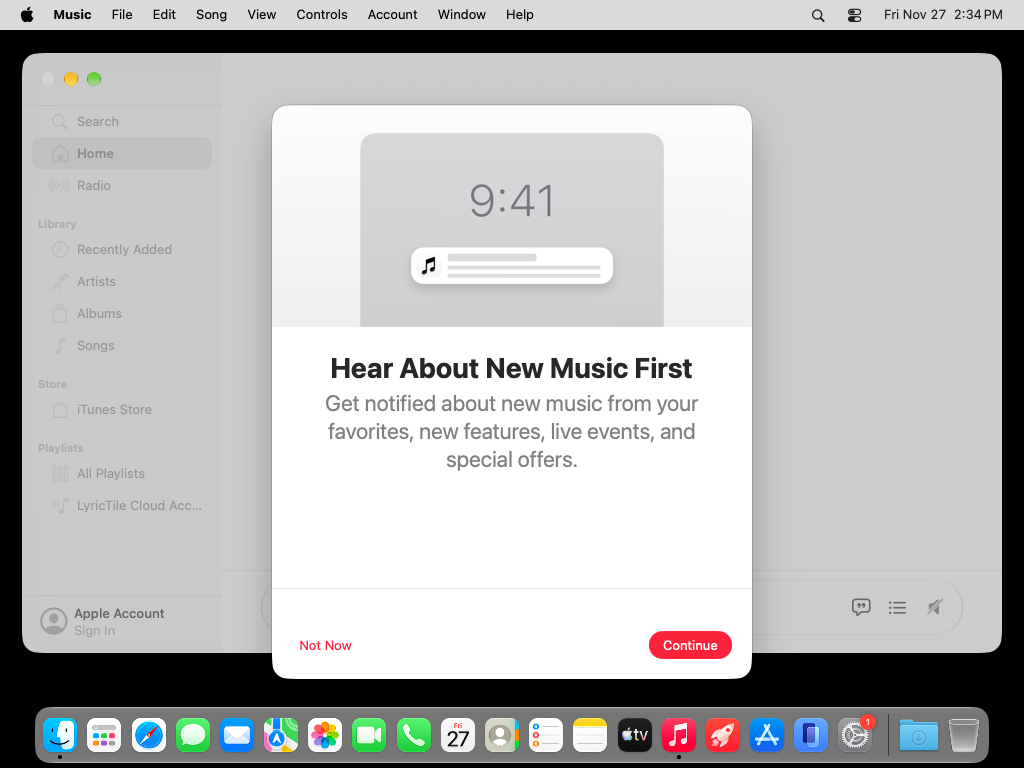 Music File Edit Song View Controls Account Window Help Fri Nov 27 2:34 PM
Search
Home
Radio
Library
Recently Added
Artists
Albums
Songs
Store
iTunes Store
Playlists
All Playlists
LyricTile Cloud Acc...
Apple Account
Sign In
9:41
Hear About New Music First
Get notified about new music from your
favorites, new features, live events, and
special offers.
Not Now Continue
Fri
27
tv
1